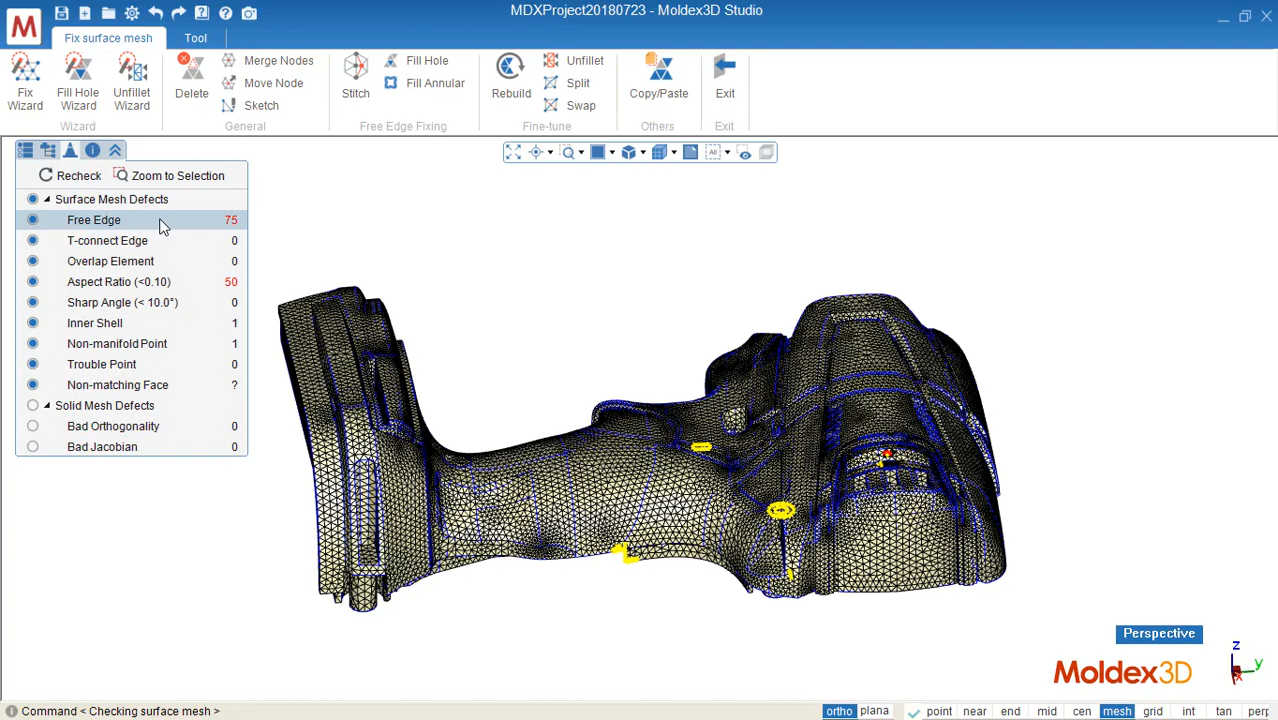 MDXProject20180723 - Moldex3D Studio
M
Fix surface mesh
Tool
Fix Wizard
Fill Hole Wizard
Unfillet Wizard
Wizard
Delete
Merge Nodes
Move Node
Sketch
General
Stitch
Fill Hole
Fill Annular
Free Edge Fixing
Rebuild
Unfillet
Split
Swap
Fine-tune
Copy/Paste
Others
Exit
Exit
Recheck
Zoom to Selection
All
Surface Mesh Defects
Free Edge 75
T-connect Edge 0
Overlap Element 0
Aspect Ratio (<0.10) 50
Sharp Angle (< 10.0°) 0
Inner Shell 1
Non-manifold Point 1
Trouble Point 0
Non-matching Face ?
Solid Mesh Defects
Bad Orthogonality 0
Bad Jacobian 0
Perspective
Moldex3D
z
y
x
Command < Checking surface mesh >
ortho plana point near end mid cen mesh grid int tan perp